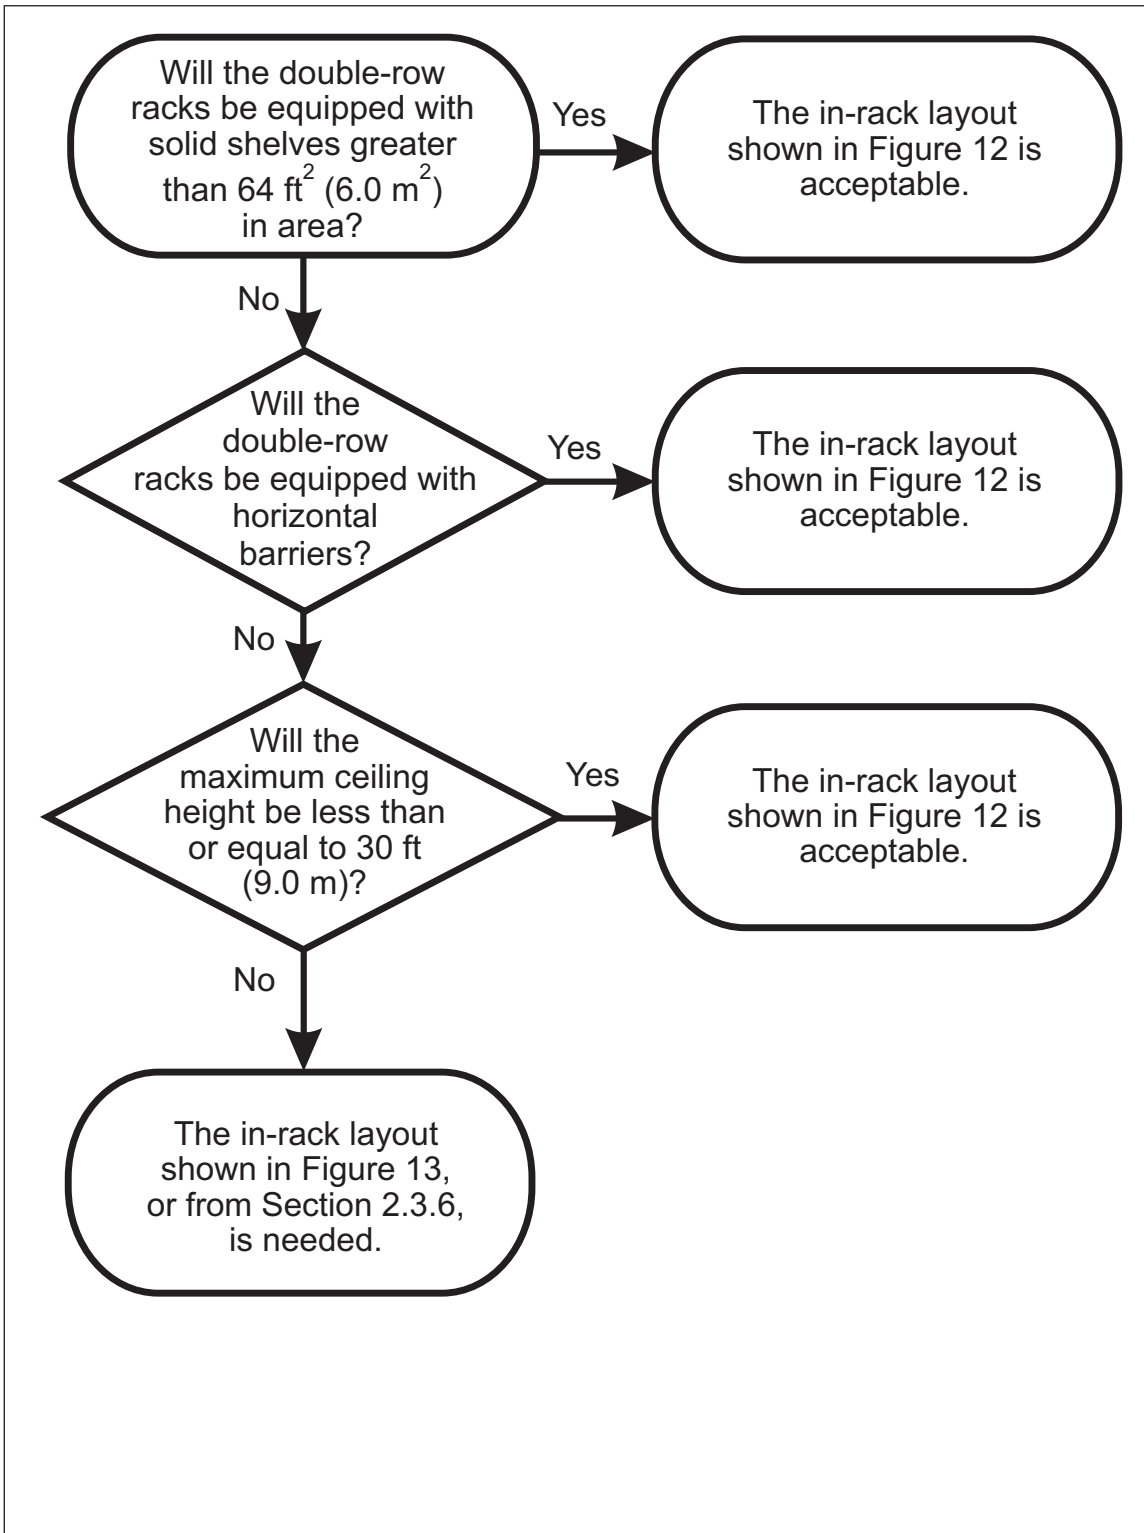 Will the double-row
racks be equipped with
solid shelves greater
than 64 ft² (6.0 m²)
in area?
Yes
The in-rack layout
shown in Figure 12 is
acceptable.
No
Will the
double-row
racks be equipped with
horizontal
barriers?
Yes
The in-rack layout
shown in Figure 12 is
acceptable.
No
Will the
maximum ceiling
height be less than
or equal to 30 ft
(9.0 m)?
Yes
The in-rack layout
shown in Figure 12 is
acceptable.
No
The in-rack layout
shown in Figure 13,
or from Section 2.3.6,
is needed.